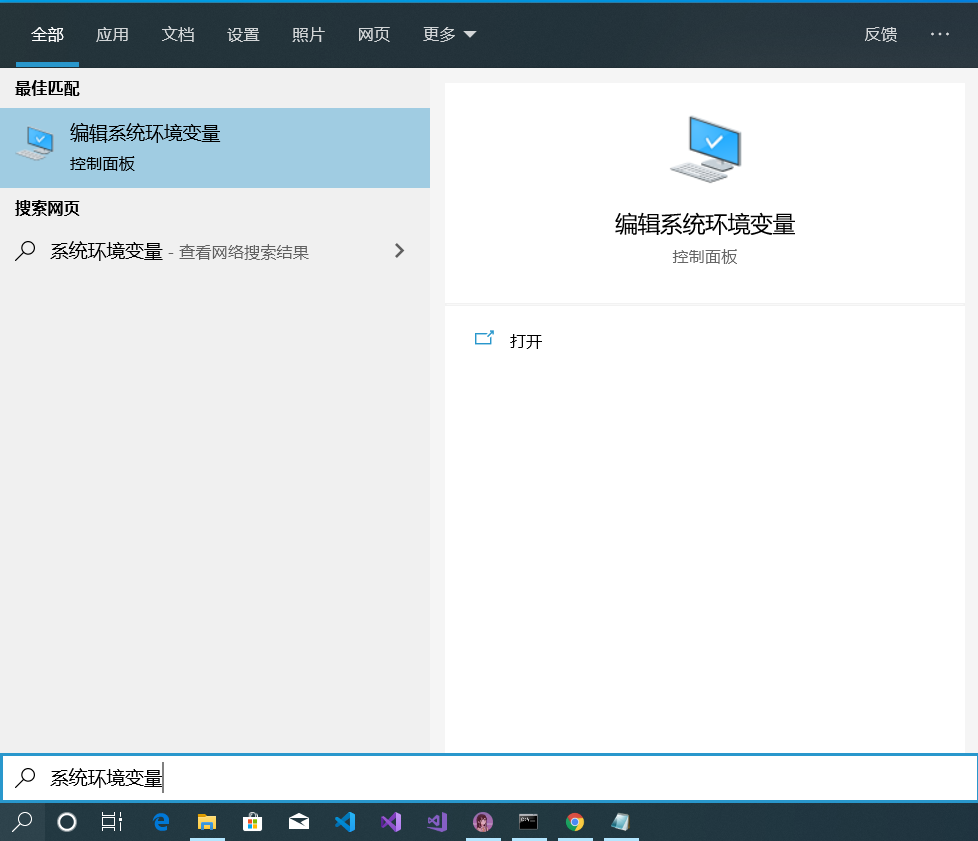 全部 应用 文档 设置 照片 网页 更多 反馈 ···
最佳匹配
编辑系统环境变量
控制面板
搜索网页
系统环境变量 - 查看网络搜索结果
编辑系统环境变量
控制面板
打开
系统环境变量